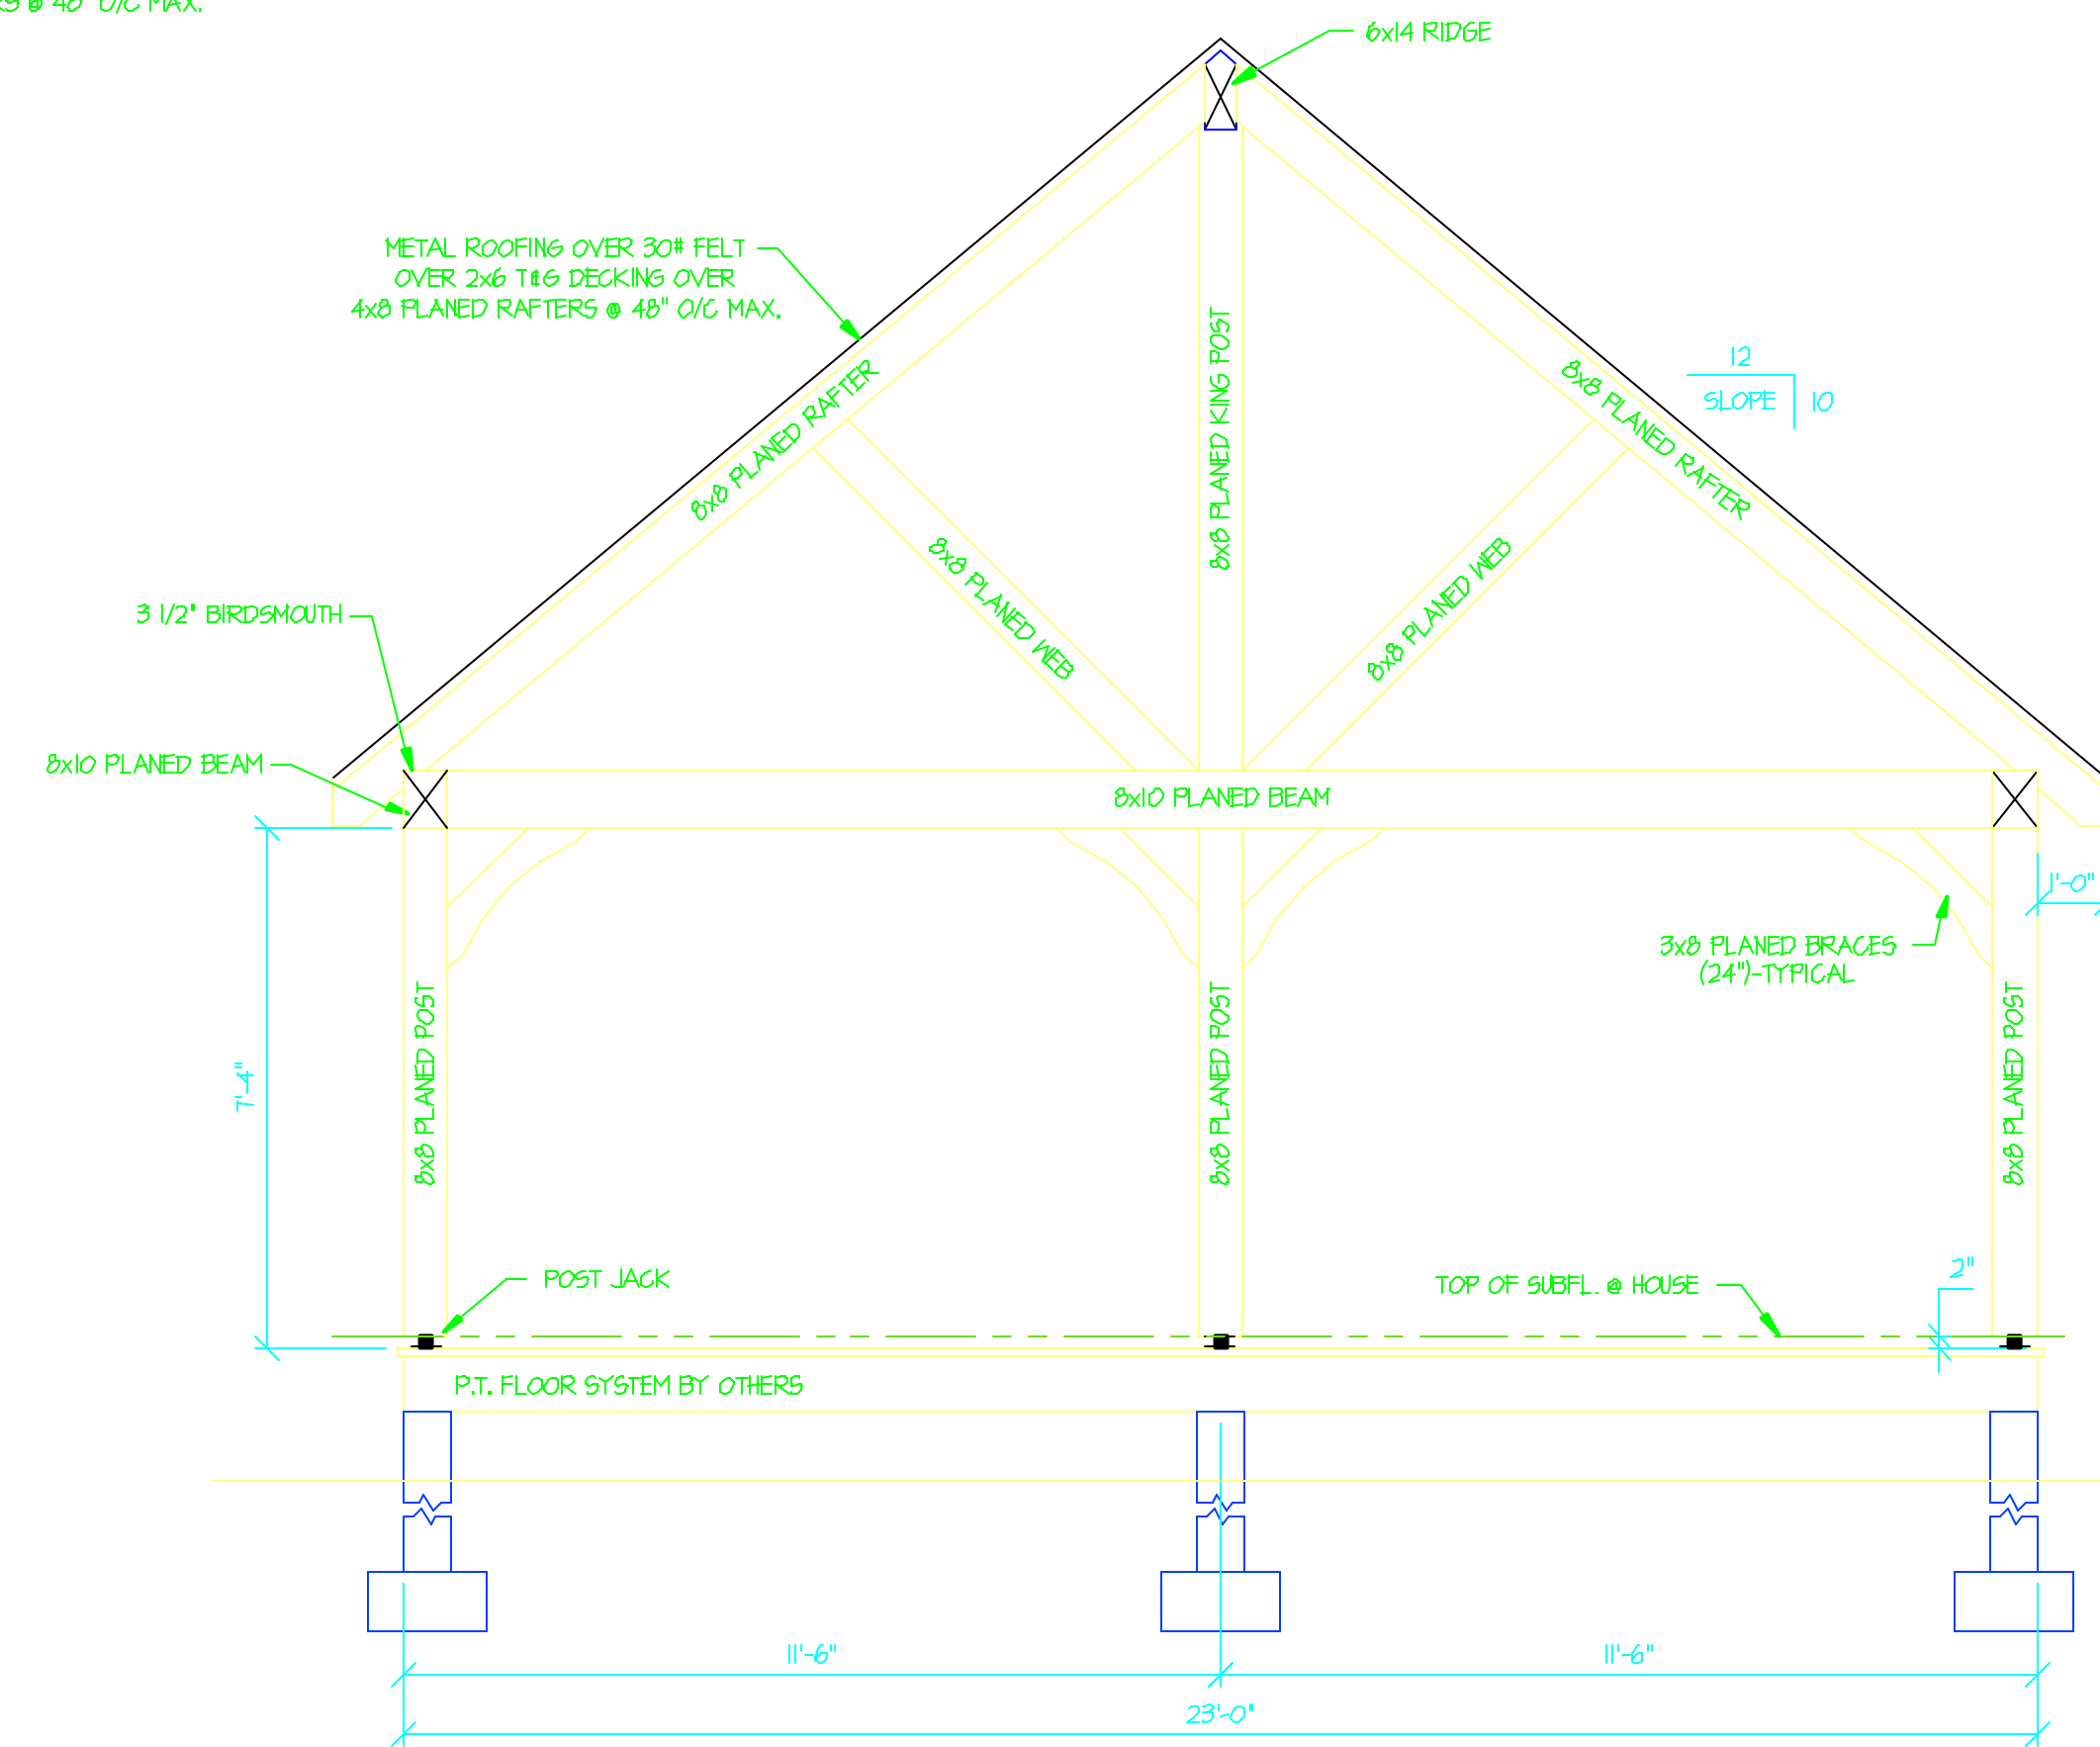 RS @ 48" O/C MAX.
6x14 RIDGE
METAL ROOFING OVER 30# FELT
OVER 2x6 T&G DECKING OVER
4x8 PLANED RAFTERS @ 48" O/C MAX.
12
SLOPE 10
8x8 PLANED RAFTER
8x8 PLANED KING POST
8x8 PLANED RAFTER
8x8 PLANED WEB
8x8 PLANED WEB
3 1/2" BIRDSMOUTH
8x10 PLANED BEAM
8x10 PLANED BEAM
1'-0"
3x8 PLANED BRACES
(24")-TYPICAL
7'-4"
8x8 PLANED POST
8x8 PLANED POST
8x8 PLANED POST
POST JACK
TOP OF SUBFL. @ HOUSE
2"
P.T. FLOOR SYSTEM BY OTHERS
11'-6"
11'-6"
23'-0"